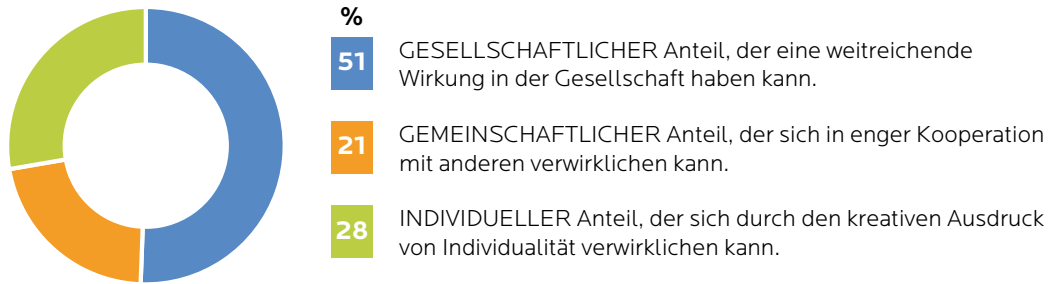 %
51
GESELLSCHAFTLICHER Anteil, der eine weitreichende
Wirkung in der Gesellschaft haben kann.
21
GEMEINSCHAFTLICHER Anteil, der sich in enger Kooperation
mit anderen verwirklichen kann.
28
INDIVIDUELLER Anteil, der sich durch den kreativen Ausdruck
von Individualität verwirklichen kann.